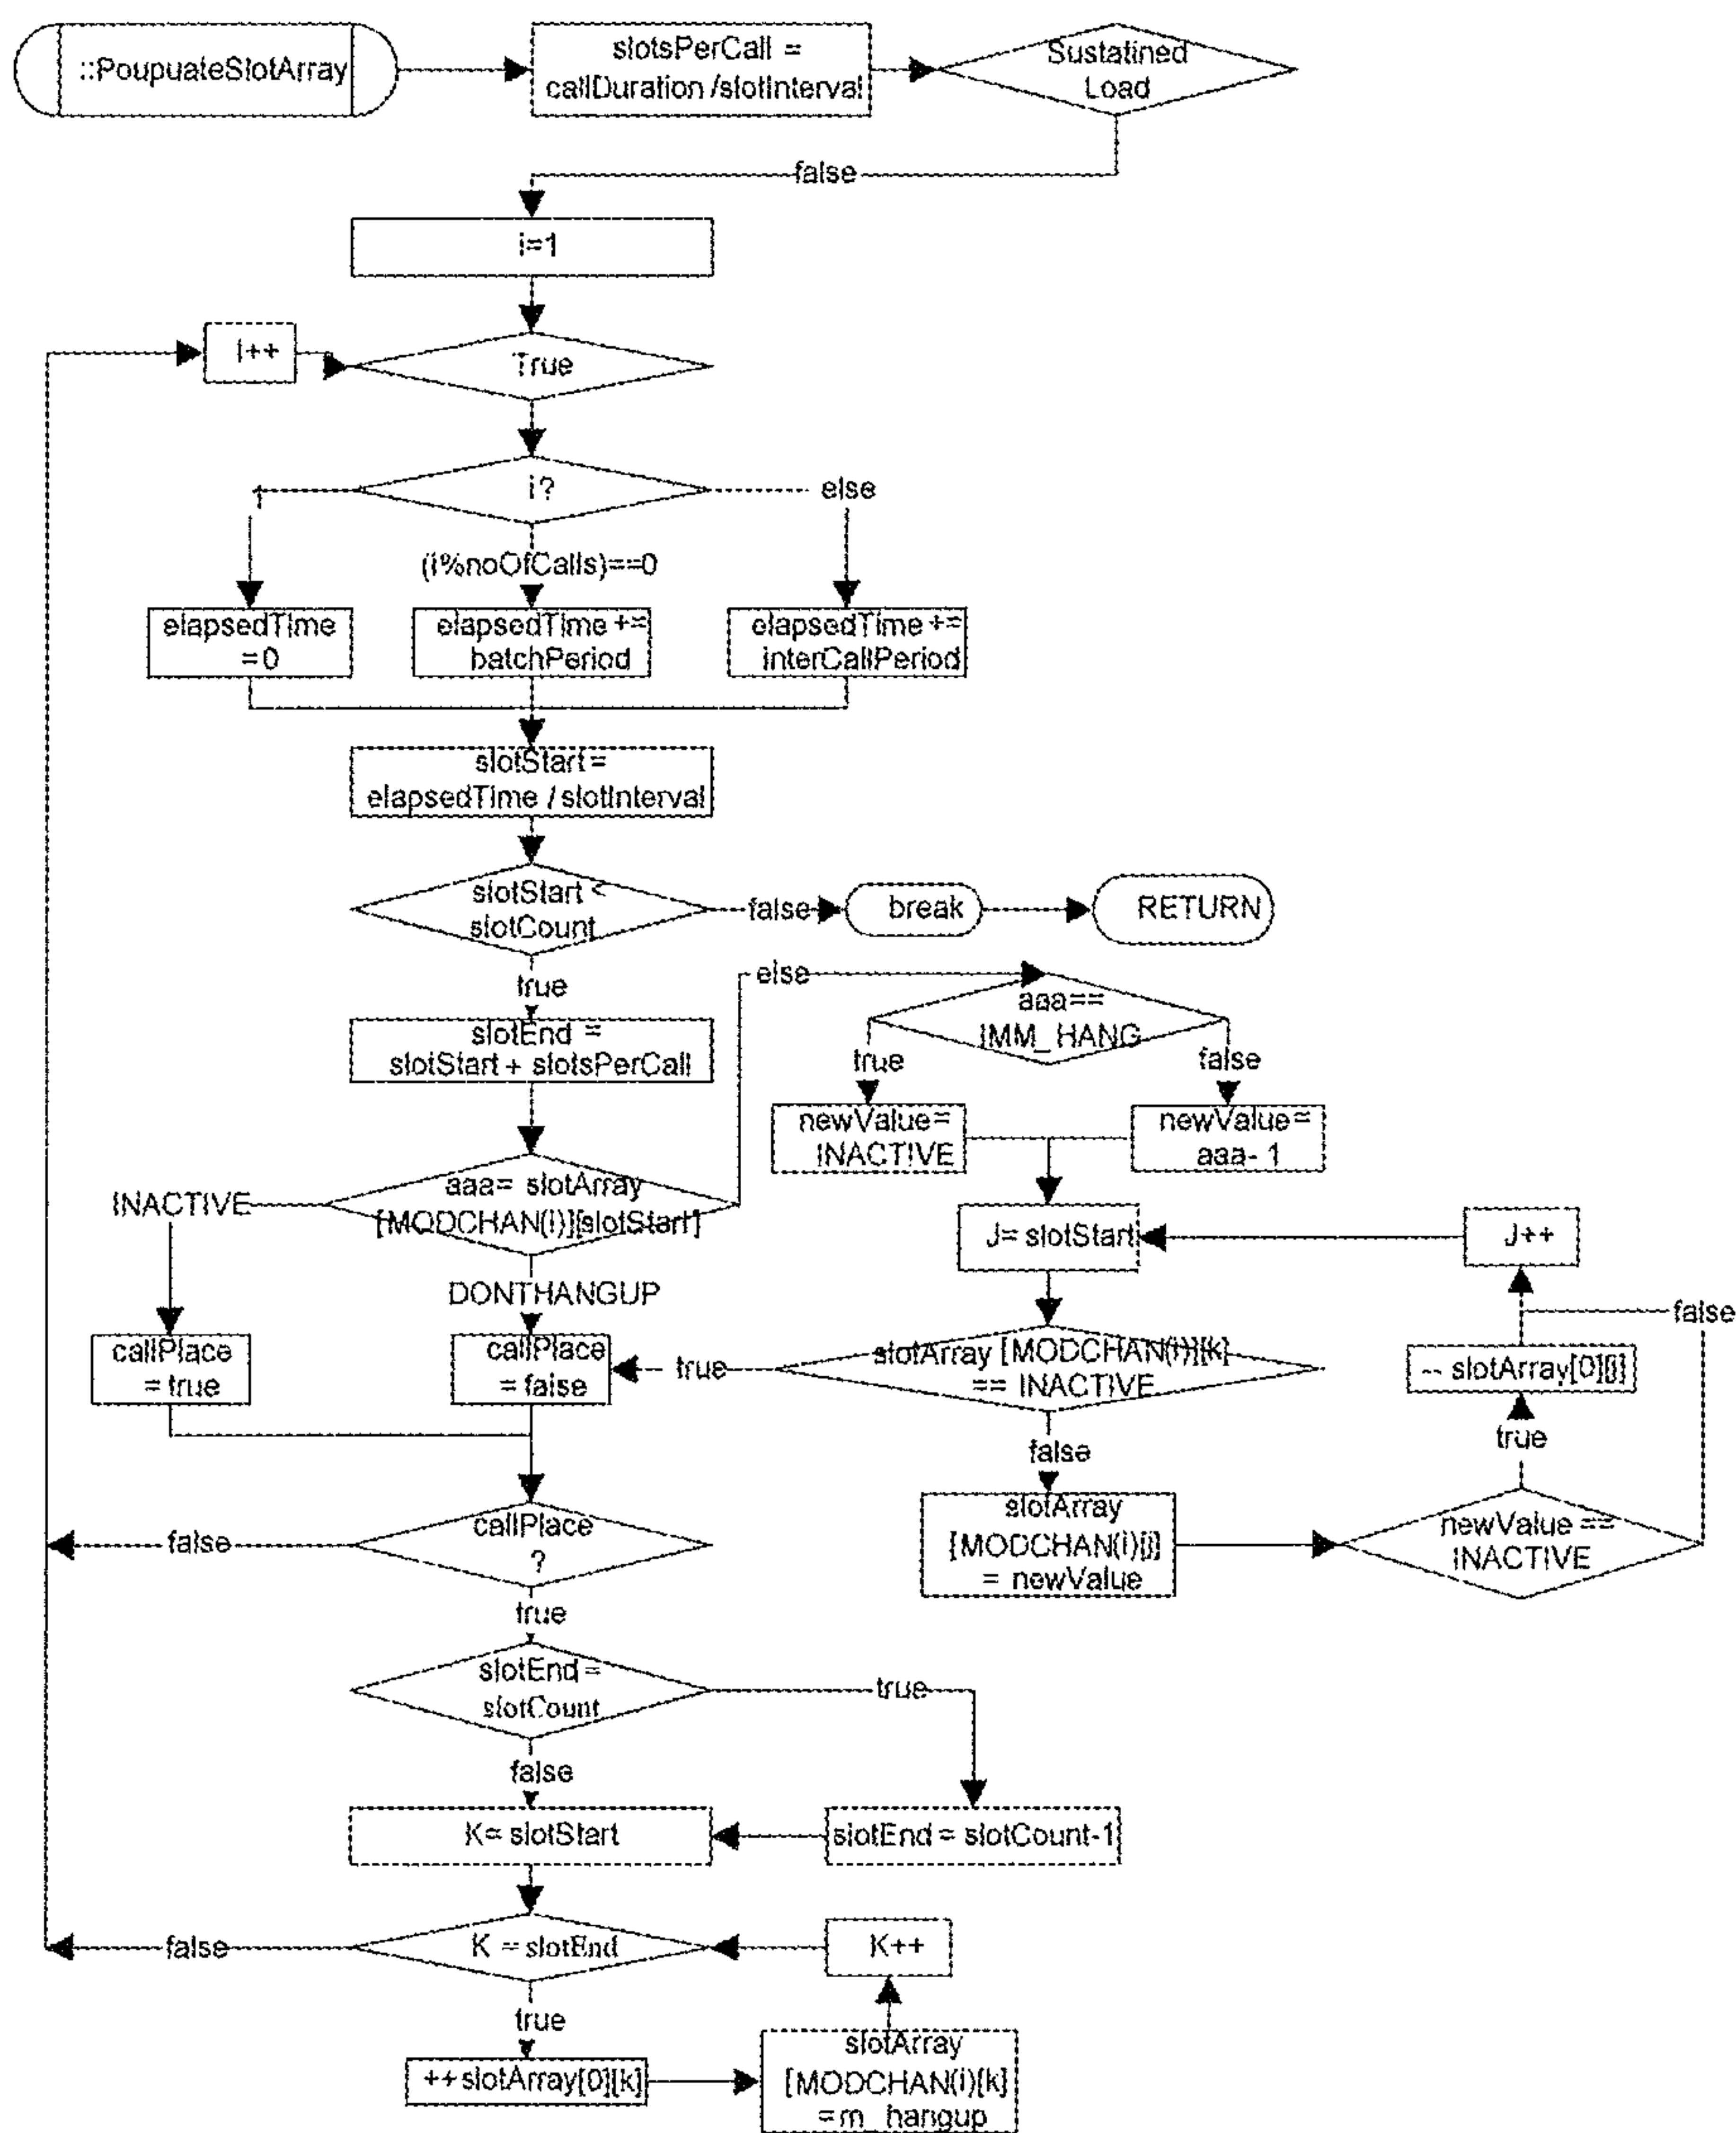 ::PoupuateSlotArray
slotsPerCall =
callDuration /slotInterval
Sustatined
Load
false
i=1
I++
True
i?
1
else
(i%noOfCalls)==0
elapsedTime
=0
elapsedTime +=
batchPeriod
elapsedTime +=
interCallPeriod
slotStart =
elapsedTime / slotInterval
slotStart <
slotCount
false
break
RETURN
true
else
aaa==
IMM_HANG
slotEnd =
slotStart + slotsPerCall
true
false
newValue=
INACTIVE
newValue=
aaa- 1
INACTIVE
aaa= slotArray
[MODCHAN(i)][slotStart]
J= slotStart
J++
DONTHANGUP
false
callPlace
= true
callPlace
= false
true
slotArray [MODCHAN(i)][k]
== INACTIVE
-- slotArray[0][j]
true
false
slotArray
[MODCHAN(i)[j]
= newValue
newValue ==
INACTIVE
callPlace
?
false
true
slotEnd =
slotCount
true
false
K= slotStart
slotEnd = slotCount-1
false
K = slotEnd
K++
true
++slotArray[0][k]
slotArray
[MODCHAN(i)[k]
=m_hangup